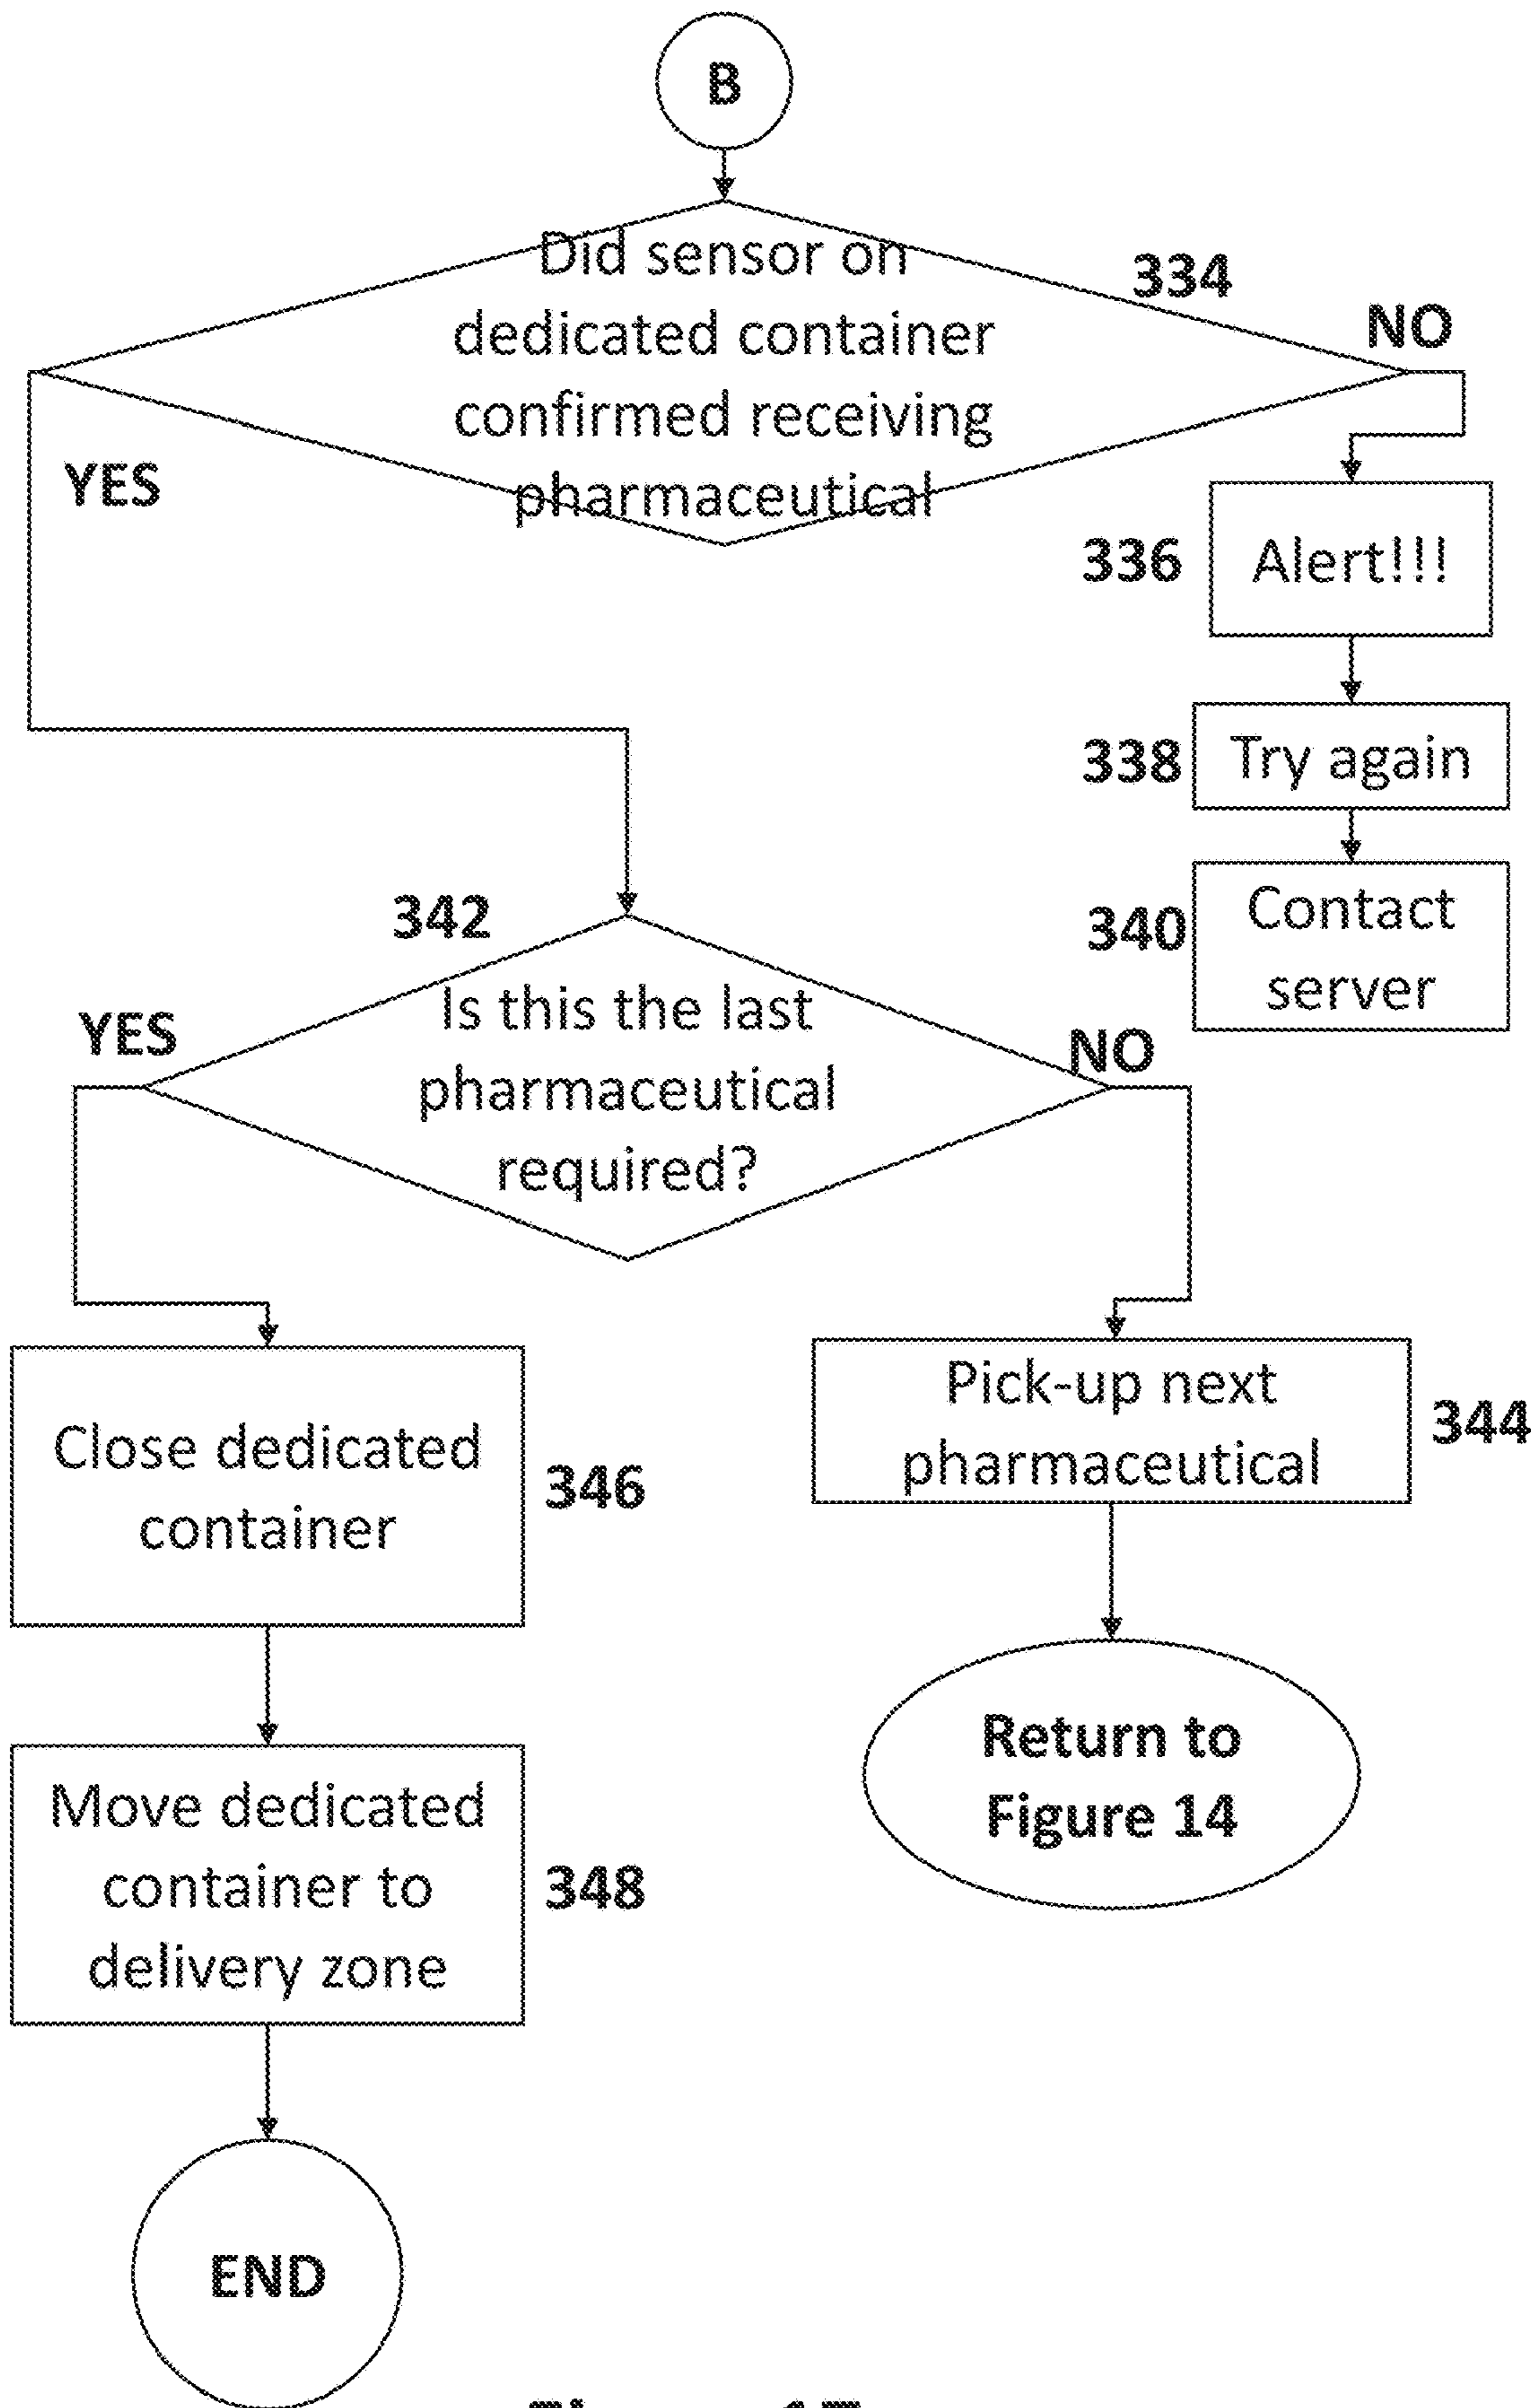 B
Did sensor on
dedicated container
confirmed receiving
pharmaceutical
334
NO
YES
336
Alert!!!
338
Try again
340
Contact
server
342
Is this the last
pharmaceutical
required?
YES
NO
Close dedicated
container
346
Pick-up next
pharmaceutical
344
Move dedicated
container to
delivery zone
348
Return to
Figure 14
END